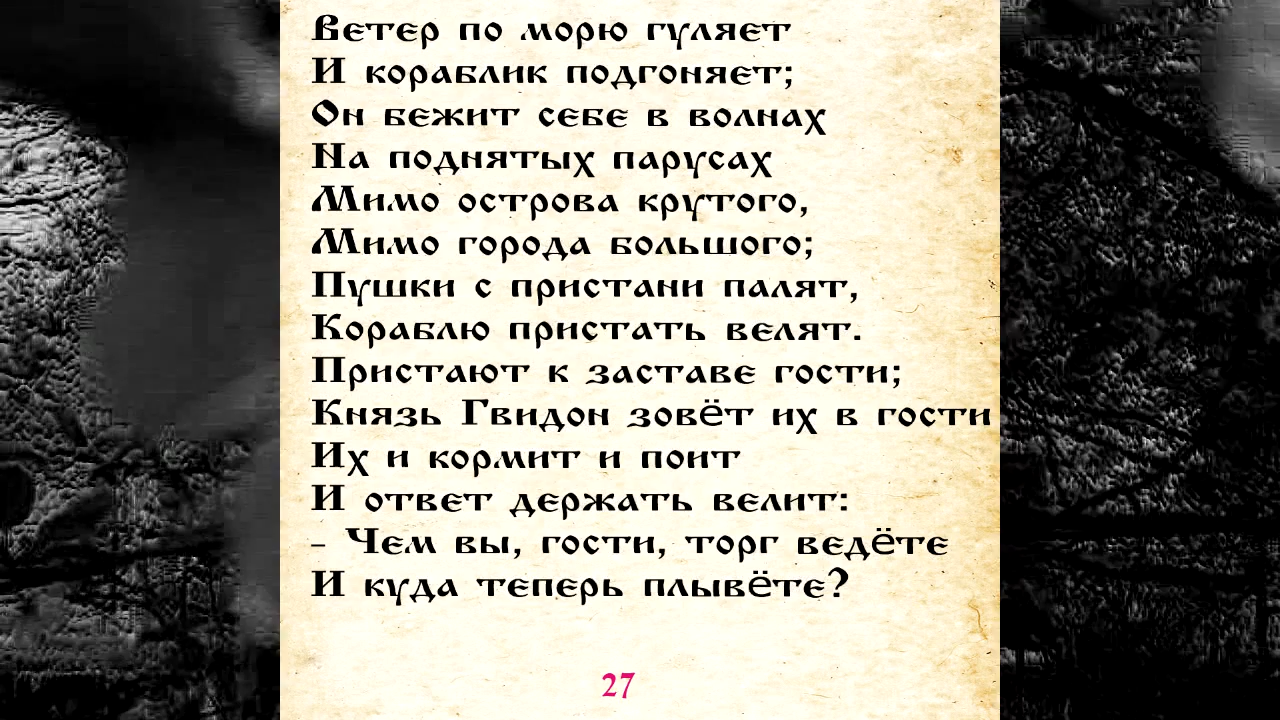 Ветер по морю гуляет
И кораблик подгоняет;
Он бежит себе в волнах
На поднятых парусах
Мимо острова крутого,
Мимо города большого;
Пушки с пристани палят,
Кораблю пристать велят.
Пристают к заставе гости;
Князь Гвидон зовёт их в гости
Их и кормит и поит
И ответ держать велит:
– Чем вы, гости, торг ведёте
И куда теперь плывёте?
27